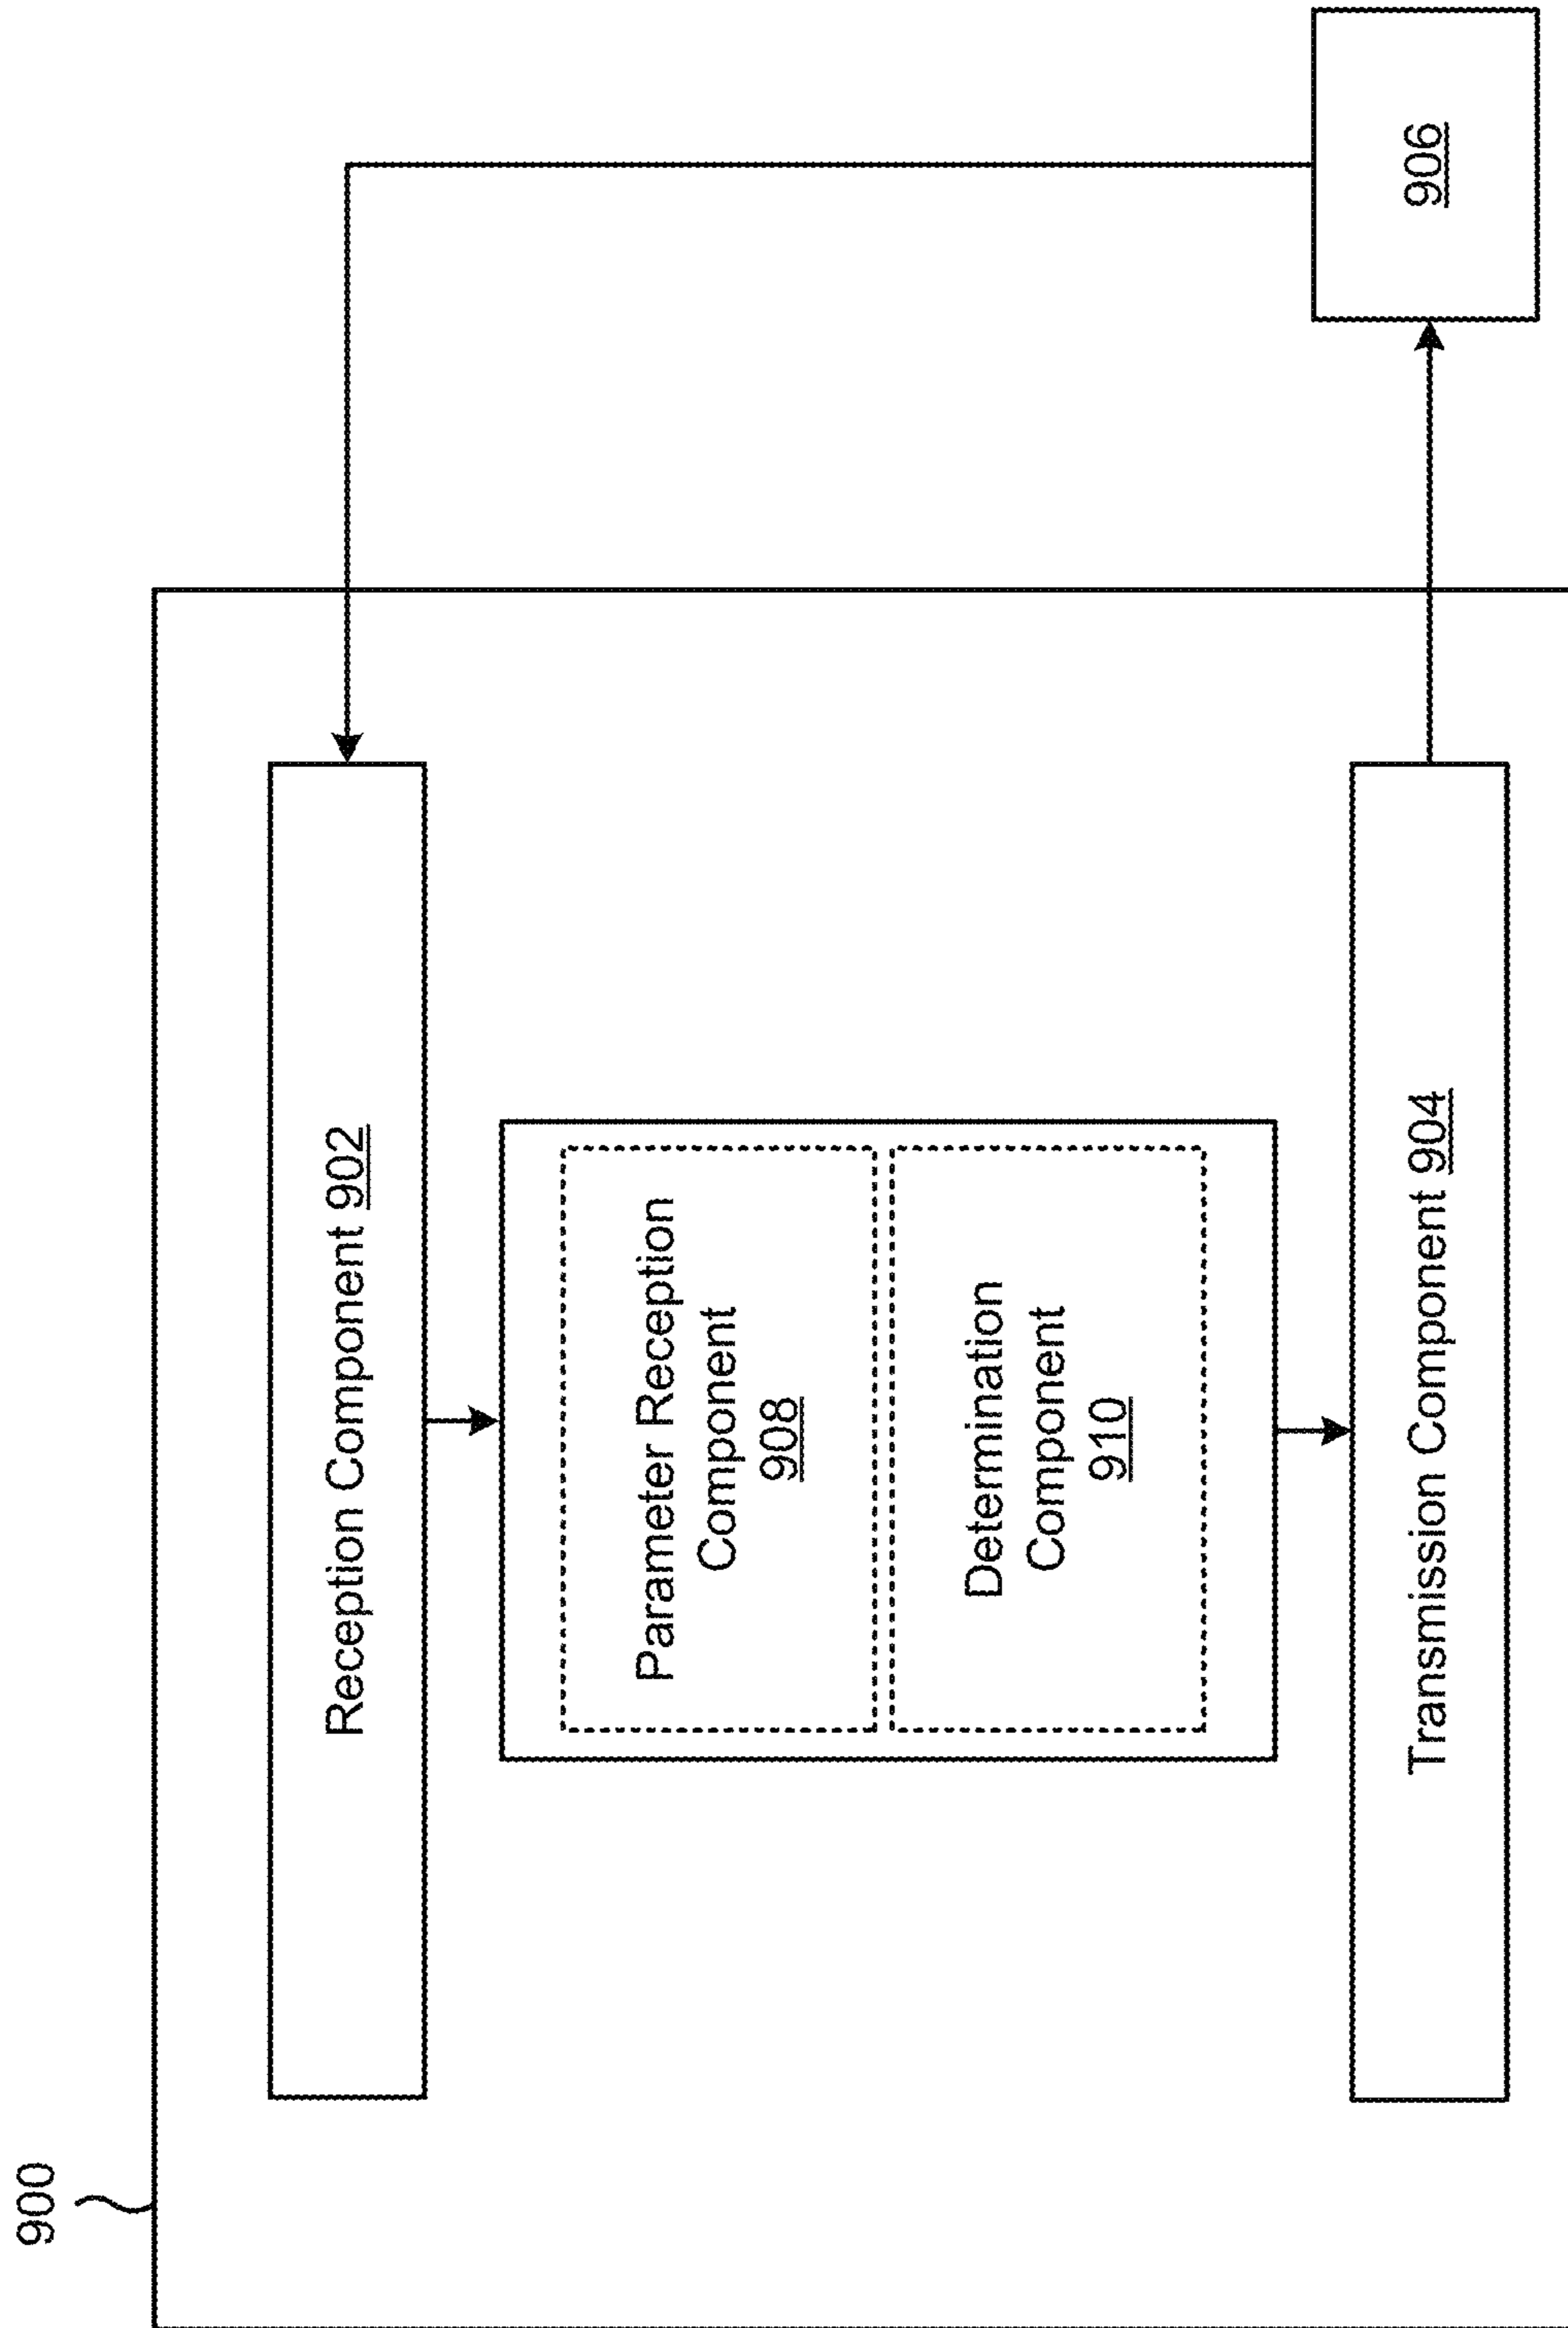 900
Reception Component 902
Parameter Reception
Component
908
Determination
Component
910
Transmission Component 904
906